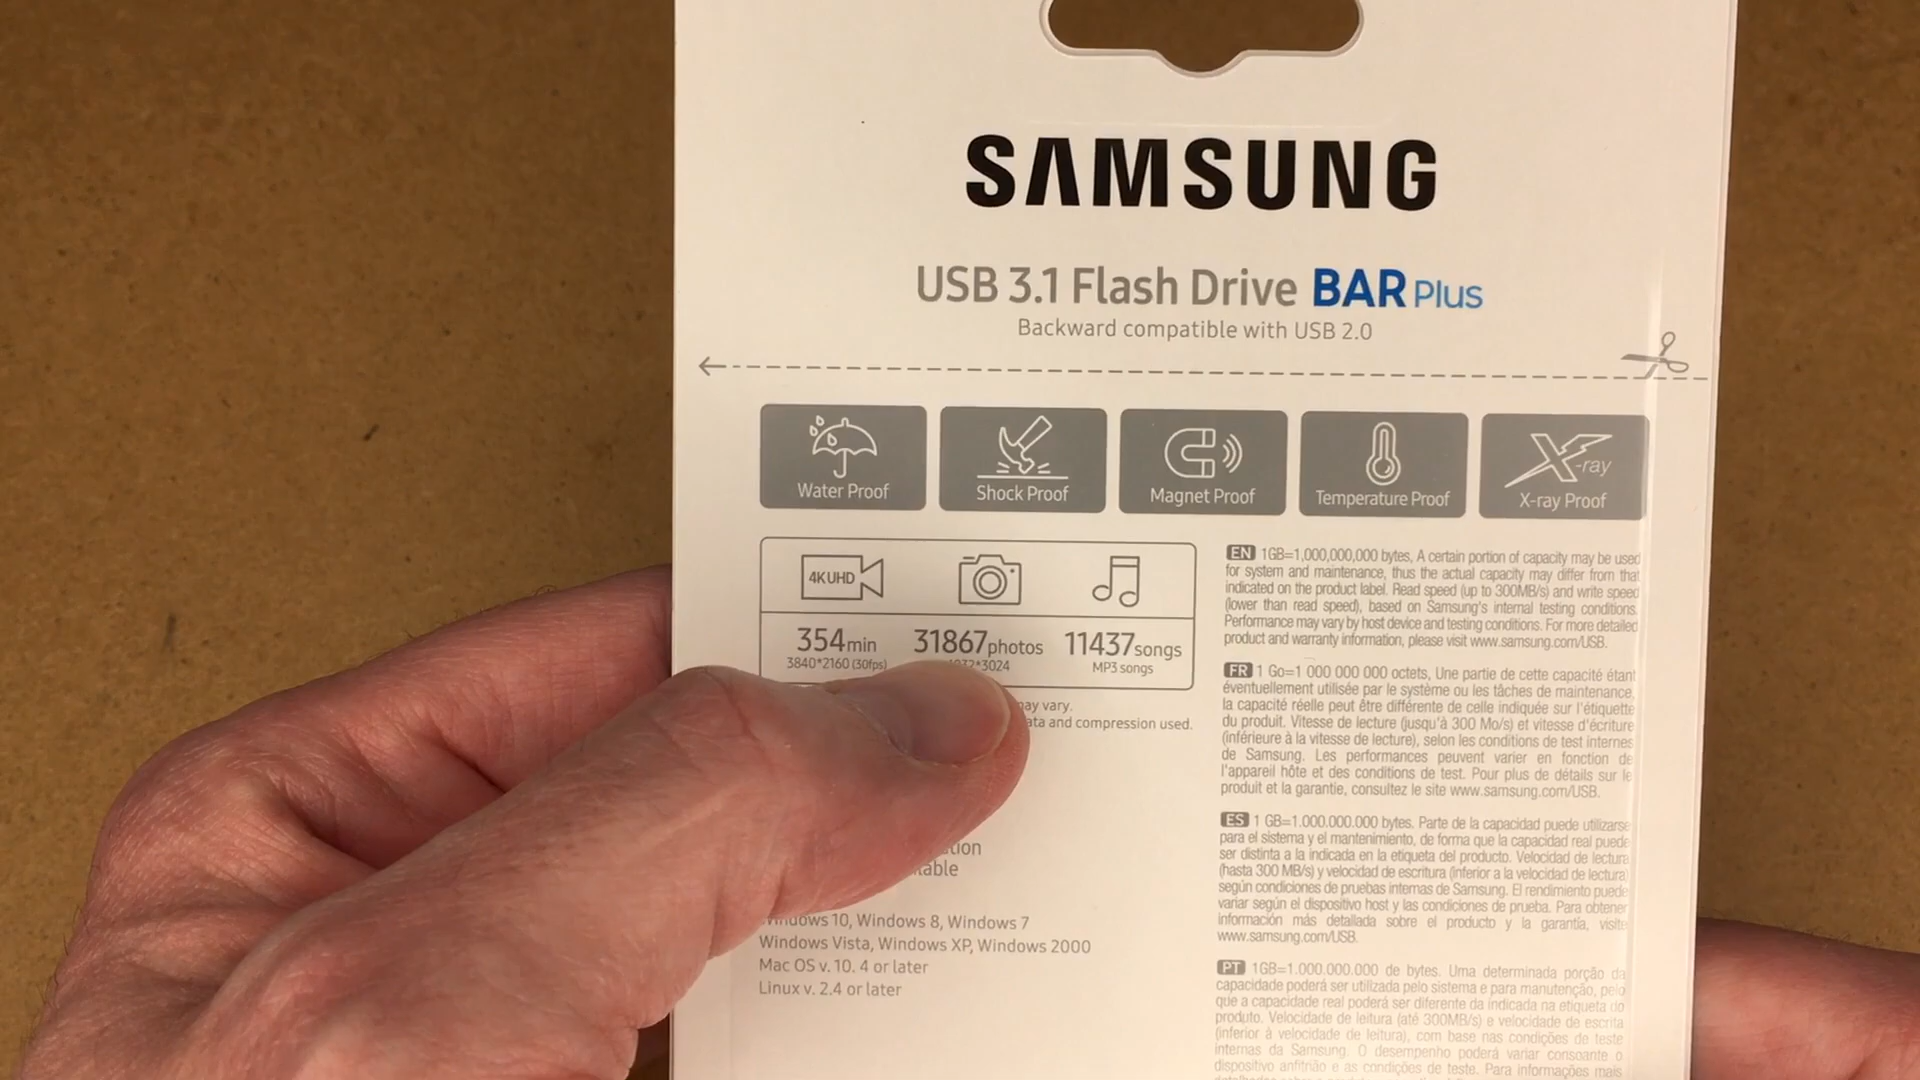 SAMSUNG
USB 3.1 Flash Drive BAR Plus
Backward compatible with USB 2.0
Water Proof
Shock Proof
Magnet Proof
Temperature Proof
X-ray
X-ray Proof
4K UHD
354min
3840*2160 (30fps)
31867photos
*3024
11437songs
MP3 songs
may vary.
and compression used.
Windows 10, Windows 8, Windows 7
Windows Vista, Windows XP, Windows 2000
Mac OS v. 10. 4 or later
Linux v. 2.4 or later
EN 1GB=1,000,000,000 bytes, A certain portion of capacity may be used
for system and maintenance, thus the actual capacity may differ from that
indicated on the product label. Read speed (up to 300MB/s) and write speed
(lower than read speed), based on Samsung's internal testing conditions.
Performance may vary by host device and testing conditions. For more detailed
product and warranty information, please visit www.samsung.com/USB.
FR 1 Go=1 000 000 000 octets, Une partie de cette capacité étant
éventuellement utilisée par le système ou les tâches de maintenance,
la capacité réelle peut être différente de celle indiquée sur l'étiquette
du produit. Vitesse de lecture (jusqu'à 300 Mo/s) et vitesse d'écriture
(inférieure à la vitesse de lecture), selon les conditions de test internes
de Samsung. Les performances peuvent varier en fonction de
l'appareil hôte et des conditions de test. Pour plus de détails sur le
produit et la garantie, consultez le site www.samsung.com/USB.
ES 1 GB=1.000.000.000 bytes. Parte de la capacidad puede utilizarse
para el sistema y el mantenimiento, de forma que la capacidad real puede
ser distinta a la indicada en la etiqueta del producto. Velocidad de lectura
(hasta 300 MB/s) y velocidad de escritura (inferior a la velocidad de lectura)
según condiciones de pruebas internas de Samsung. El rendimiento puede
variar según el dispositivo host y las condiciones de prueba. Para obtener
información más detallada sobre el producto y la garantía, visite
www.samsung.com/USB.
PT 1GB=1.000.000.000 de bytes. Uma determinada porção da
capacidade poderá ser utilizada pelo sistema e para manutenção, pelo
que a capacidade real poderá ser diferente da indicada na etiqueta do
produto. Velocidade de leitura (até 300MB/s) e velocidade de escrita
(inferior à velocidade de leitura), com base nas condições de teste
internas da Samsung. O desempenho poderá variar consoante o
dispositivo anfitrião e as condições de teste. Para informações mais